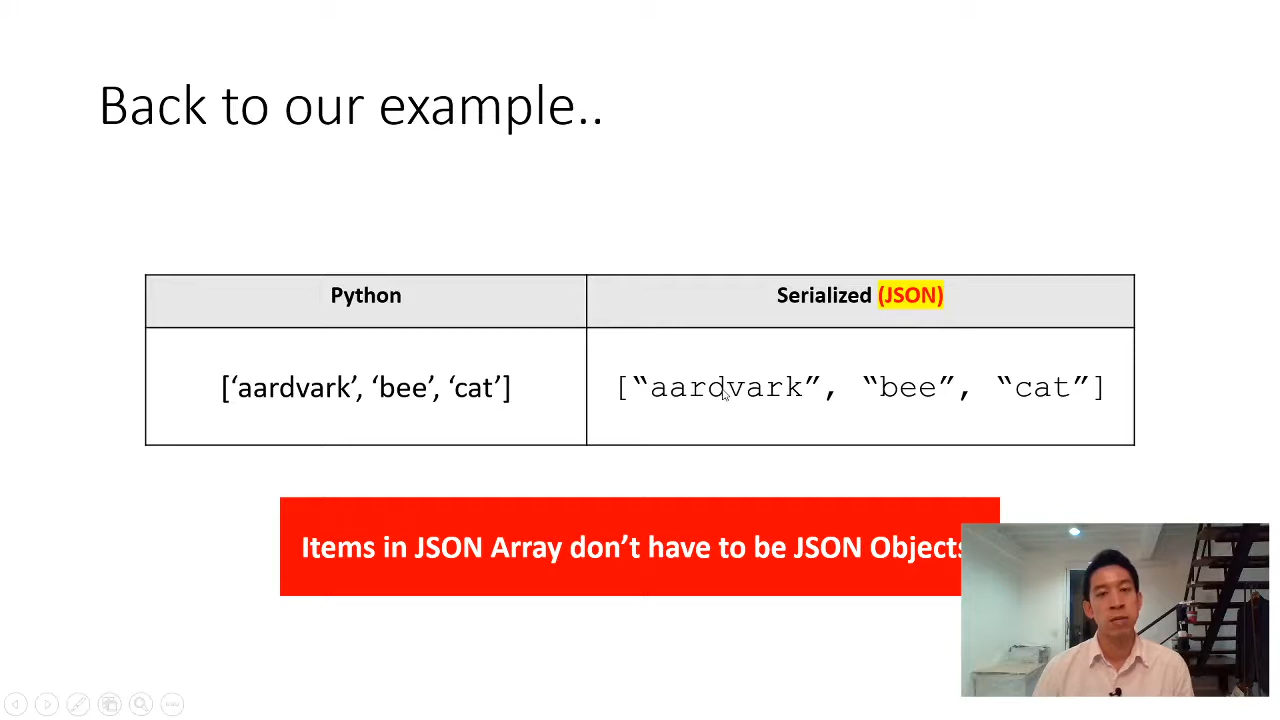 Back to our example..
Python
Serialized (JSON)
[‘aardvark’, ‘bee’, ‘cat’]
[“aardvark”, “bee”, “cat”]
Items in JSON Array don’t have to be JSON Objects